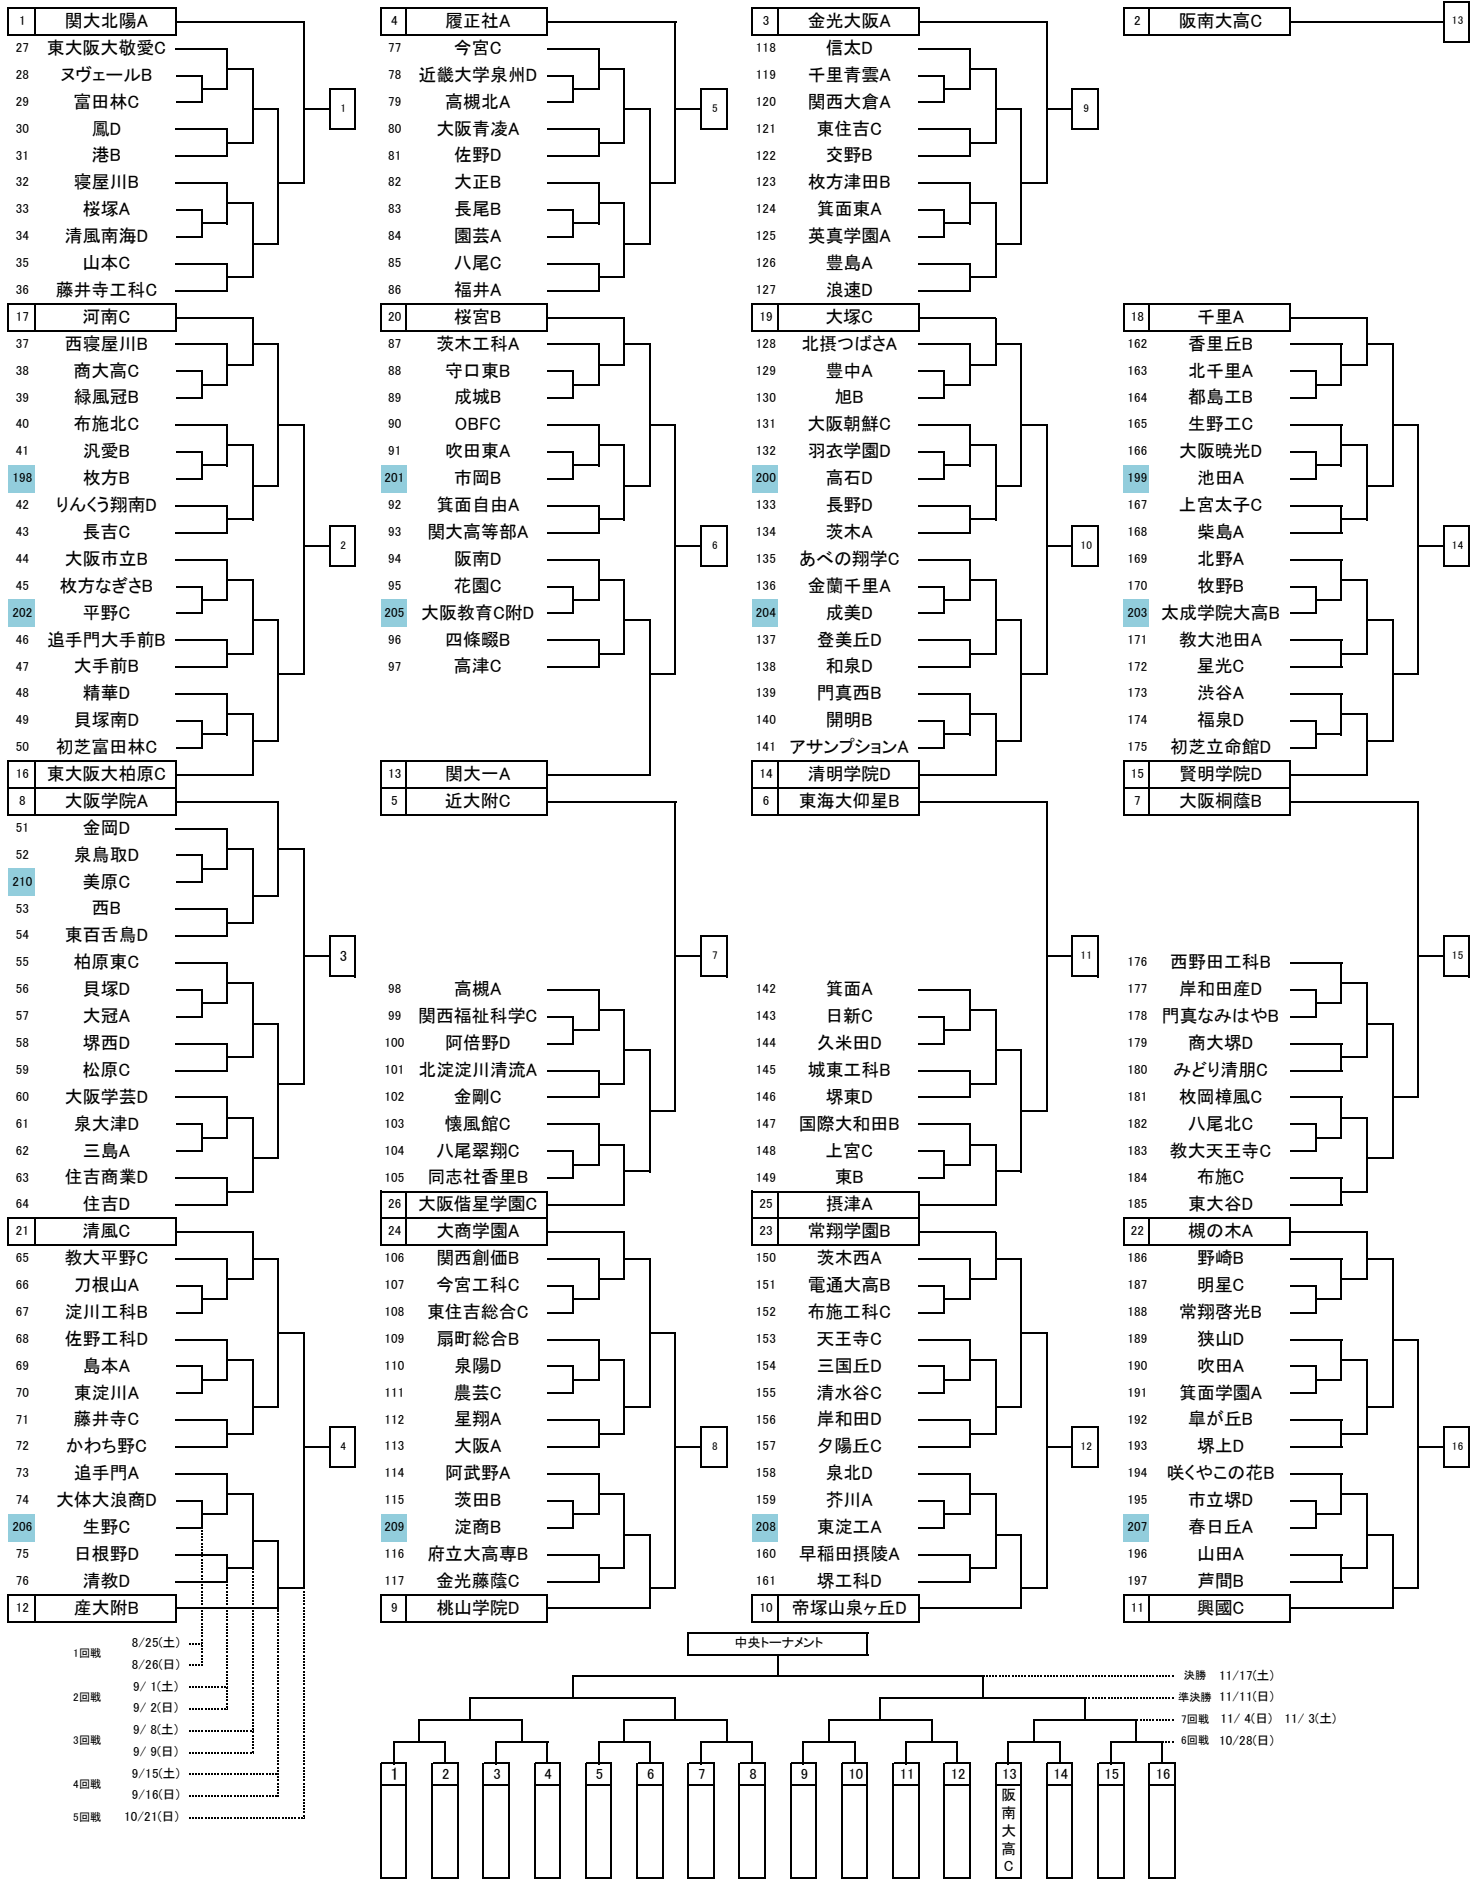 1 関大北陽A
27 東大阪大敬愛C
28 ヌヴェールB
29 富田林C
30 鳳D
31 港B
32 寝屋川B
33 桜塚A
34 清風南海D
35 山本C
36 藤井寺工科C
1
17 河南C
37 西寝屋川B
38 商大高C
39 緑風冠B
40 布施北C
41 汎愛B
198 枚方B
42 りんくう翔南D
43 長吉C
44 大阪市立B
45 枚方なぎさB
202 平野C
46 追手門大手前B
47 大手前B
48 精華D
49 貝塚南D
50 初芝富田林C
16 東大阪大柏原C
2
8 大阪学院A
51 金岡D
52 泉鳥取D
210 美原C
53 西B
54 東百舌鳥D
55 柏原東C
56 貝塚D
57 大冠A
58 堺西D
59 松原C
60 大阪学芸D
61 泉大津D
62 三島A
63 住吉商業D
64 住吉D
3
21 清風C
65 教大平野C
66 刀根山A
67 淀川工科B
68 佐野工科D
69 島本A
70 東淀川A
71 藤井寺C
72 かわち野C
73 追手門A
74 大体大浪商D
206 生野C
75 日根野D
76 清教D
12 産大附B
4
4 履正社A
77 今宮C
78 近畿大学泉州D
79 高槻北A
80 大阪青凌A
81 佐野D
82 大正B
83 長尾B
84 園芸A
85 八尾C
86 福井A
5
20 桜宮B
87 茨木工科A
88 守口東B
89 成城B
90 OBFC
91 吹田東A
201 市岡B
92 箕面自由A
93 関大高等部A
94 阪南D
95 花園C
205 大阪教育C附D
96 四條畷B
97 高津C
13 関大一A
6
5 近大附C
98 高槻A
99 関西福祉科学C
100 阿倍野D
101 北淀淀川清流A
102 金剛C
103 懐風館C
104 八尾翠翔C
105 同志社香里B
26 大阪偕星学園C
7
24 大商学園A
106 関西創価B
107 今宮工科C
108 東住吉総合C
109 扇町総合B
110 泉陽D
111 農芸C
112 星翔A
113 大阪A
114 阿武野A
115 茨田B
209 淀商B
116 府立大高専B
117 金光藤蔭C
9 桃山学院D
8
3 金光大阪A
118 信太D
119 千里青雲A
120 関西大倉A
121 東住吉C
122 交野B
123 枚方津田B
124 箕面東A
125 英真学園A
126 豊島A
127 浪速D
9
19 大塚C
128 北摂つばさA
129 豊中A
130 旭B
131 大阪朝鮮C
132 羽衣学園D
200 高石D
133 長野D
134 茨木A
135 あべの翔学C
136 金蘭千里A
204 成美D
137 登美丘D
138 和泉D
139 門真西B
140 開明B
141 アサンプションA
14 清明学院D
10
6 東海大仰星B
142 箕面A
143 日新C
144 久米田D
145 城東工科B
146 堺東D
147 国際大和田B
148 上宮C
149 東B
25 摂津A
11
23 常翔学園B
150 茨木西A
151 電通大高B
152 布施工科C
153 天王寺C
154 三国丘D
155 清水谷C
156 岸和田D
157 夕陽丘C
158 泉北D
159 芥川A
208 東淀工A
160 早稲田摂陵A
161 堺工科D
10 帝塚山泉ヶ丘D
12
2 阪南大高C
13
18 千里A
162 香里丘B
163 北千里A
164 都島工B
165 生野工C
166 大阪暁光D
199 池田A
167 上宮太子C
168 柴島A
169 北野A
170 牧野B
203 太成学院大高B
171 教大池田A
172 星光C
173 渋谷A
174 福泉D
175 初芝立命館D
15 賢明学院D
14
7 大阪桐蔭B
176 西野田工科B
177 岸和田産D
178 門真なみはやB
179 商大堺D
180 みどり清朋C
181 枚岡樟風C
182 八尾北C
183 教大天王寺C
184 布施C
185 東大谷D
15
22 槻の木A
186 野崎B
187 明星C
188 常翔啓光B
189 狭山D
190 吹田A
191 箕面学園A
192 皐が丘B
193 堺上D
194 咲くやこの花B
195 市立堺D
207 春日丘A
196 山田A
197 芦間B
11 興國C
16
1回戦 8/25(土)
8/26(日)
2回戦 9/ 1(土)
9/ 2(日)
3回戦 9/ 8(土)
9/ 9(日)
4回戦 9/15(土)
9/16(日)
5回戦 10/21(日)
中央トーナメント
決勝 11/17(土)
準決勝 11/11(日)
7回戦 11/ 4(日) 11/ 3(土)
6回戦 10/28(日)
1 2 3 4 5 6 7 8 9 10 11 12 13 14 15 16
阪南大高C